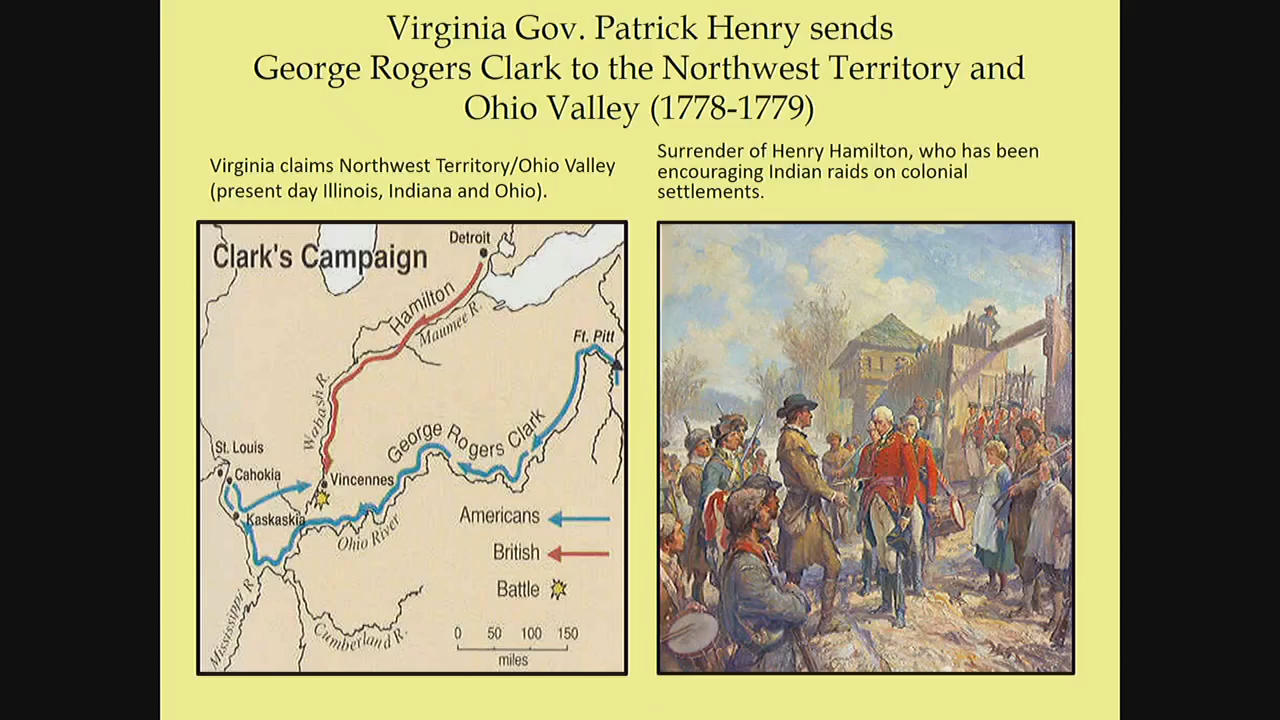 Virginia Gov. Patrick Henry sends
George Rogers Clark to the Northwest Territory and
Ohio Valley (1778-1779)
Virginia claims Northwest Territory/Ohio Valley
(present day Illinois, Indiana and Ohio).
Surrender of Henry Hamilton, who has been
encouraging Indian raids on colonial
settlements.
Clark's Campaign
Detroit
Hamilton
Maumee R.
Ft. Pitt
Wabash R.
George Rogers Clark
St. Louis
Cahokia
Vincennes
Kaskaskia
Ohio River
Americans
British
Battle
Mississippi R.
Cumberland R.
0 50 100 150
miles